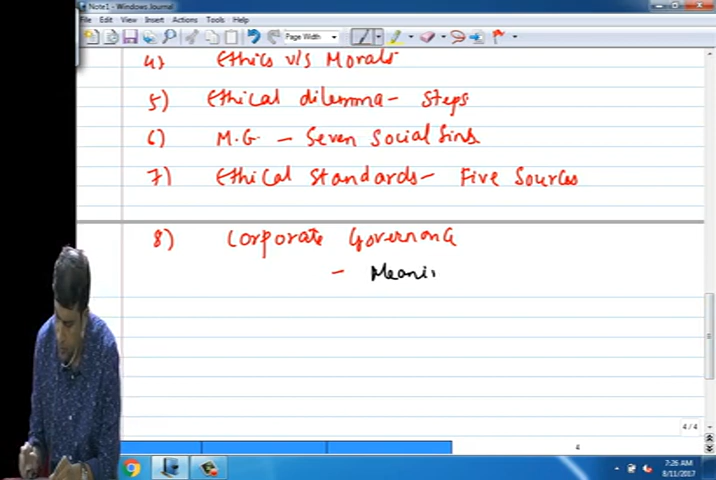 Note1 - Windows Journal
File Edit View Insert Actions Tools Help
Page Width
4) Ethics v/s Morals
5) Ethical dilemma - Steps
6) M.G. - Seven Social Sins
7) Ethical Standards - Five Sources
8) Corporate Governance
- Meani
4 / 4
4
7:26 AM
8/11/2017